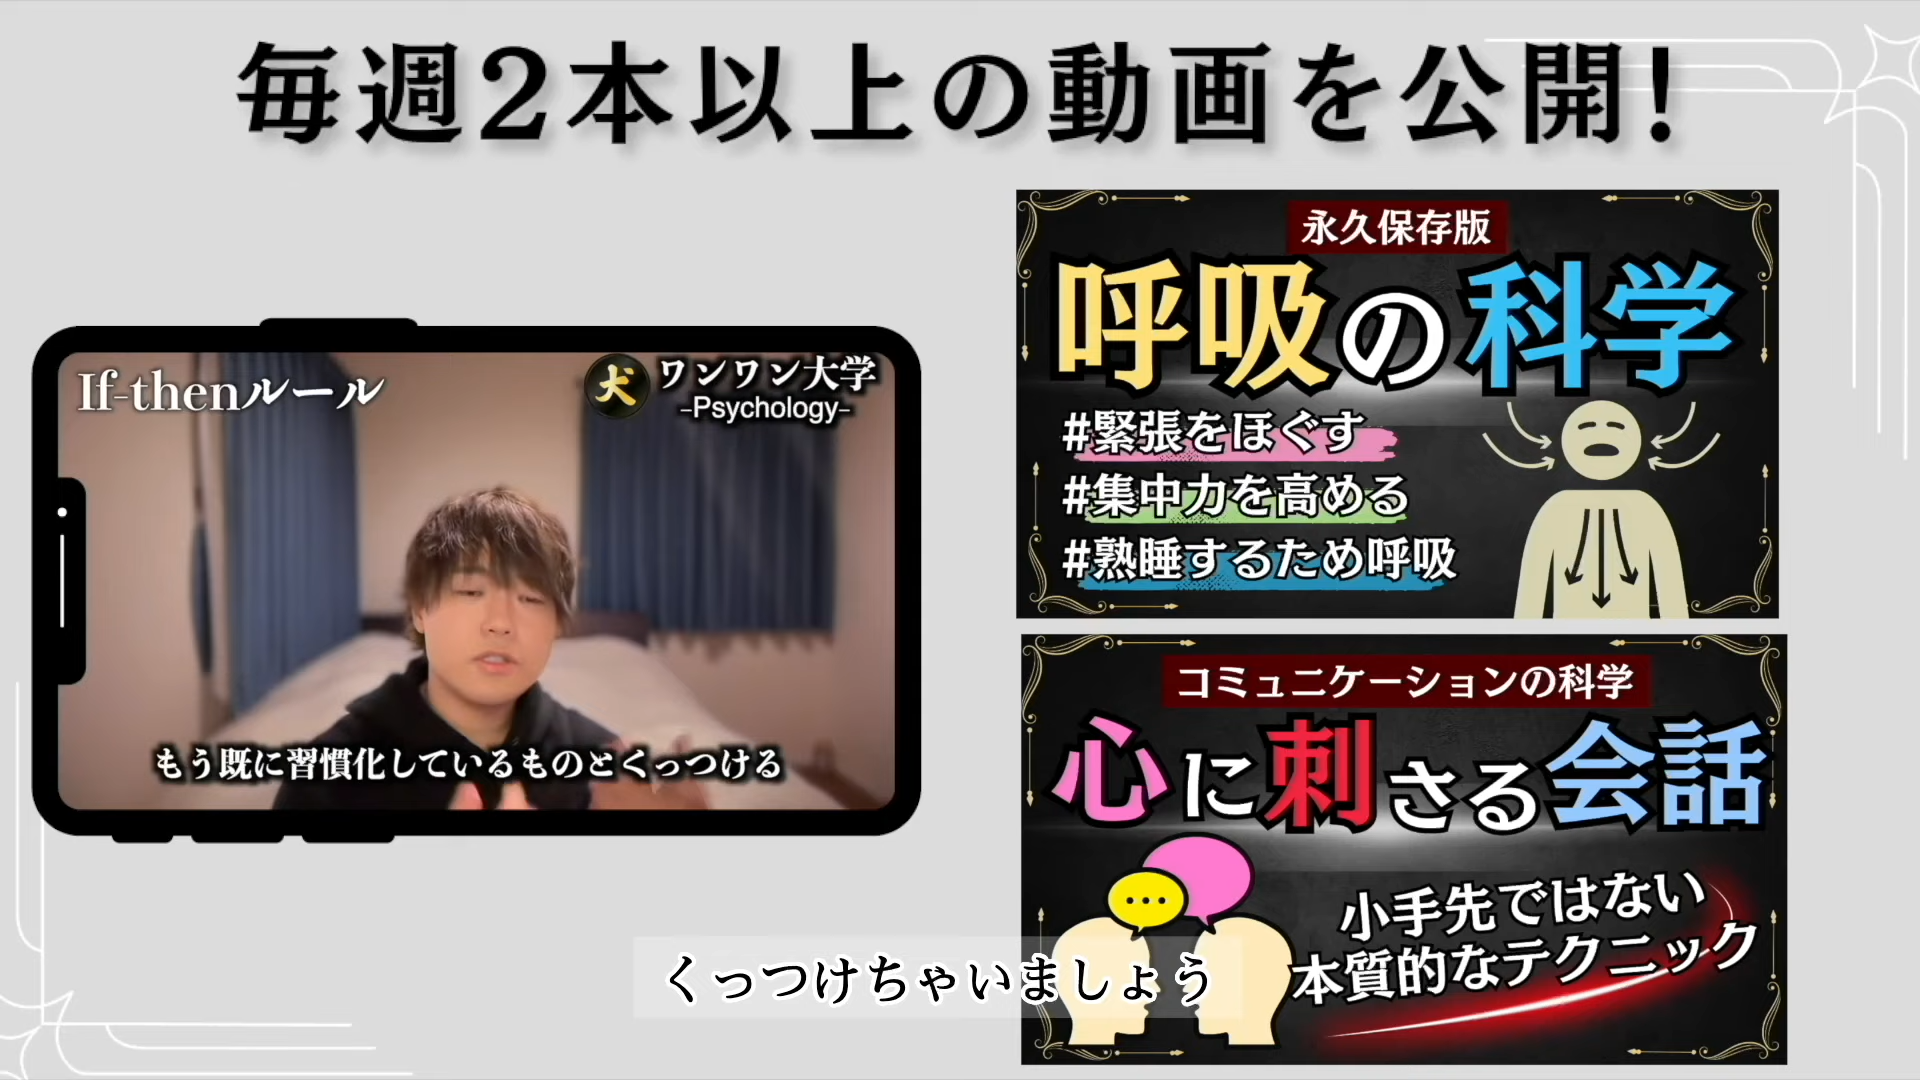 毎週2本以上の動画を公開!
If-thenルール
犬
ワンワン大学
-Psychology-
もう既に習慣化しているものとくっつける
永久保存版
呼吸の科学
#緊張をほぐす
#集中力を高める
#熟睡するため呼吸
コミュニケーションの科学
心に刺さる会話
小手先ではない
本質的なテクニック
くっつけちゃいましょう